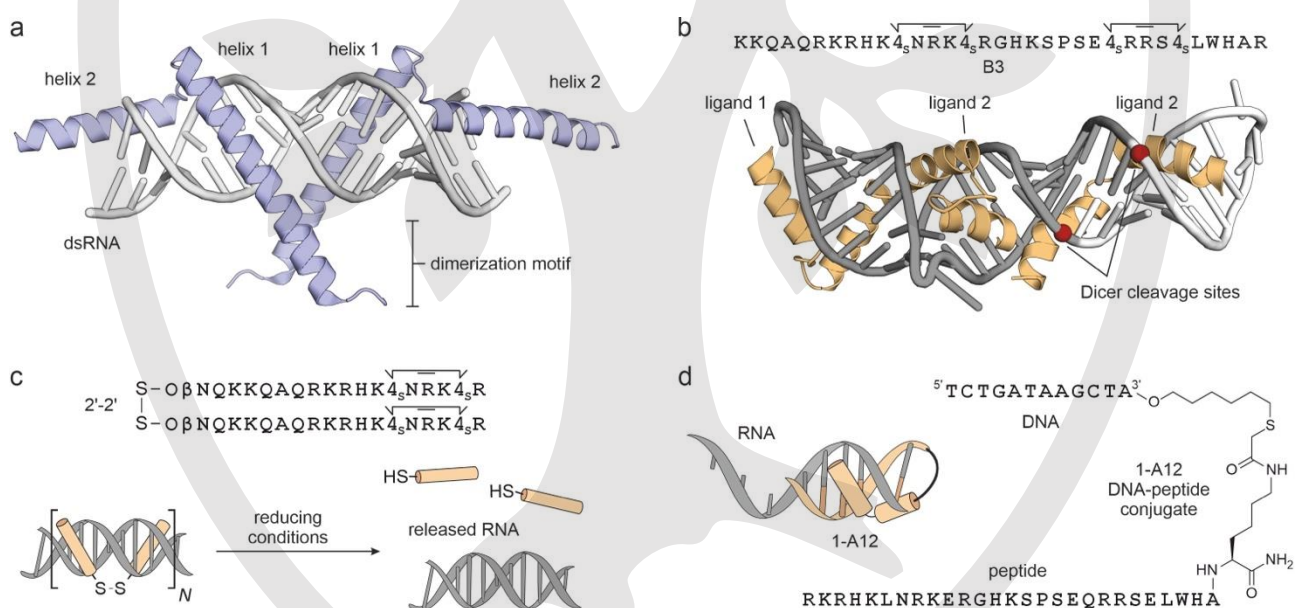 a
helix 1 helix 1
helix 2 helix 2
dsRNA
dimerization motif
b
KKQAQRKRHK4sNRK4sRGHKSPSE4sRRS4sLWHAR
B3
ligand 1 ligand 2 ligand 2
Dicer cleavage sites
c
S-OβNQKKQAQRKRHK4sNRK4sR
2'-2'
S-OβNQKKQAQRKRHK4sNRK4sR
HS
HS
reducing
conditions
released RNA
S-S
N
d
5' TCTGATAAGCTA 3'
DNA
O
S
RNA
O NH
1-A12
DNA-peptide
conjugate
1-A12
peptide
HN NH2
O
RKRHKLNRKERGHKSPSEQRRSELWHA